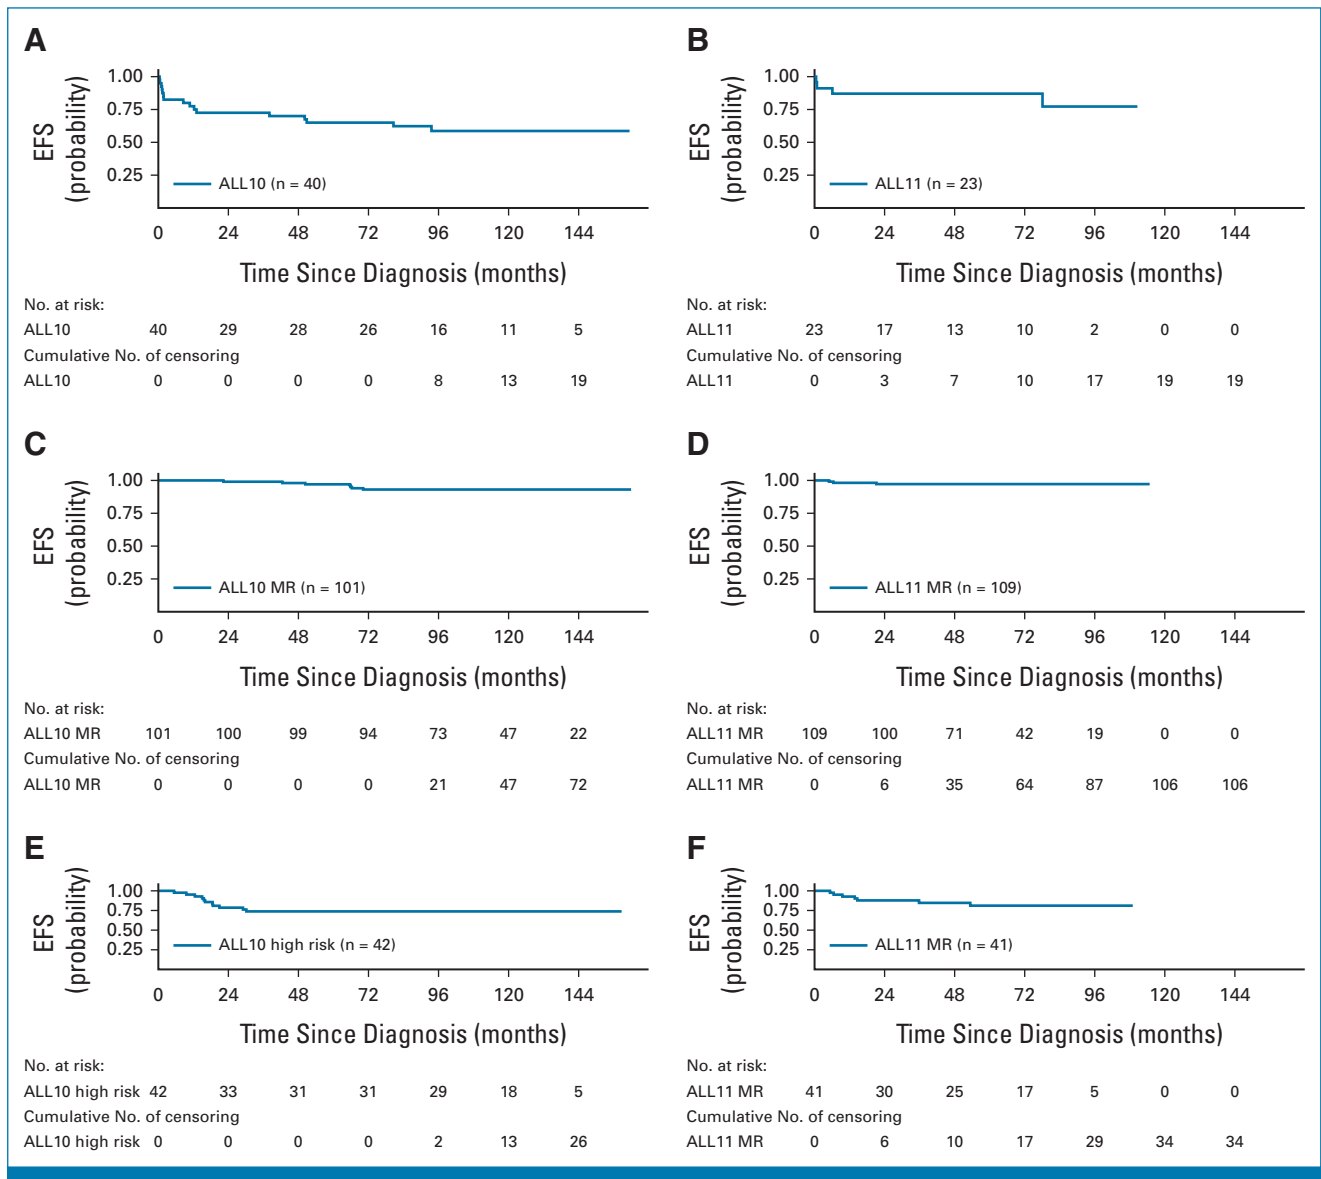 A
EFS (probability)
1.00
0.75
0.50
0.25
ALL10 (n = 40)
0 24 48 72 96 120 144
Time Since Diagnosis (months)
No. at risk:
ALL10 40 29 28 26 16 11 5
Cumulative No. of censoring
ALL10 0 0 0 0 8 13 19
B
EFS (probability)
1.00
0.75
0.50
0.25
ALL11 (n = 23)
0 24 48 72 96 120 144
Time Since Diagnosis (months)
No. at risk:
ALL11 23 17 13 10 2 0 0
Cumulative No. of censoring
ALL11 0 3 7 10 17 19 19
C
EFS (probability)
1.00
0.75
0.50
0.25
ALL10 MR (n = 101)
0 24 48 72 96 120 144
Time Since Diagnosis (months)
No. at risk:
ALL10 MR 101 100 99 94 73 47 22
Cumulative No. of censoring
ALL10 MR 0 0 0 0 21 47 72
D
EFS (probability)
1.00
0.75
0.50
0.25
ALL11 MR (n = 109)
0 24 48 72 96 120 144
Time Since Diagnosis (months)
No. at risk:
ALL11 MR 109 100 71 42 19 0 0
Cumulative No. of censoring
ALL11 MR 0 6 35 64 87 106 106
E
EFS (probability)
1.00
0.75
0.50
0.25
ALL10 high risk (n = 42)
0 24 48 72 96 120 144
Time Since Diagnosis (months)
No. at risk:
ALL10 high risk 42 33 31 31 29 18 5
Cumulative No. of censoring
ALL10 high risk 0 0 0 0 2 13 26
F
EFS (probability)
1.00
0.75
0.50
0.25
ALL11 MR (n = 41)
0 24 48 72 96 120 144
Time Since Diagnosis (months)
No. at risk:
ALL11 MR 41 30 25 17 5 0 0
Cumulative No. of censoring
ALL11 MR 0 6 10 17 29 34 34